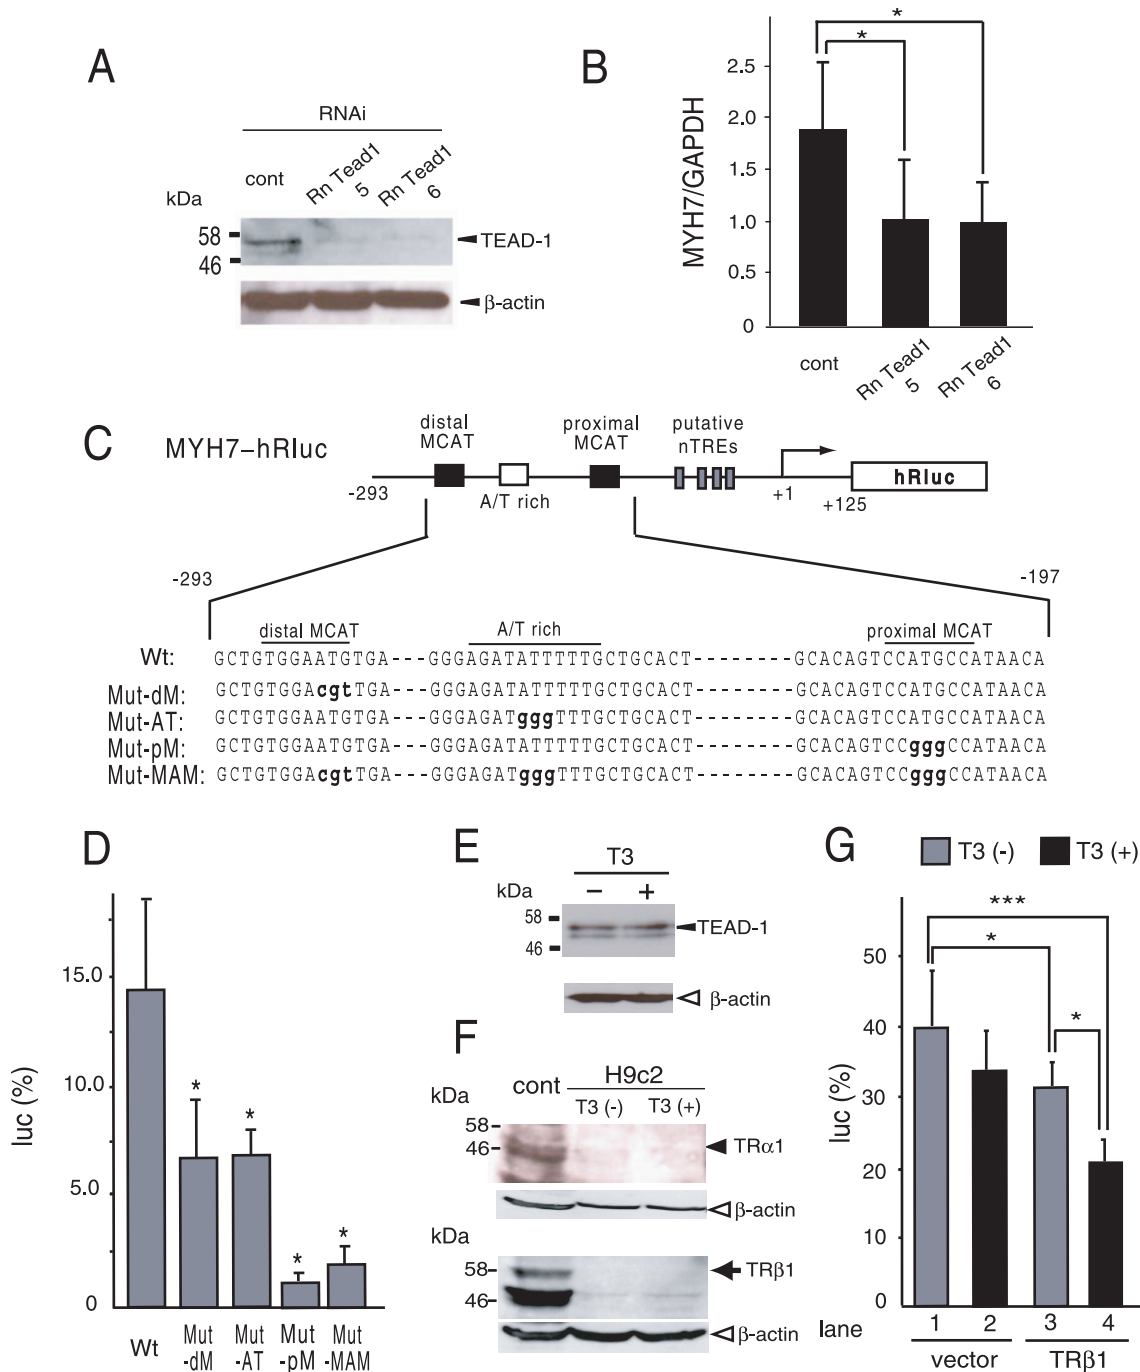 A
RNAi
cont
Rn Tead1
5
Rn Tead1
6
kDa
58
46
TEAD-1
β-actin
B
*
*
MYH7/GAPDH
2.5
2.0
1.5
1.0
0.5
0
cont
Rn Tead1
5
Rn Tead1
6
C
MYH7–hRluc
distal
MCAT
proximal
MCAT
putative
nTREs
-293
A/T rich
+1
+125
hRluc
-293
-197
distal MCAT
A/T rich
proximal MCAT
Wt: GCTGTGGAATGTGA---GGGAGATATTTTTGCTGCACT-------GCACAGTCCATGCCATAACA
Mut-dM: GCTGTGGAcgtTGA---GGGAGATATTTTTGCTGCACT-------GCACAGTCCATGCCATAACA
Mut-AT: GCTGTGGAATGTGA---GGGAGATgggTTTGCTGCACT-------GCACAGTCCATGCCATAACA
Mut-pM: GCTGTGGAATGTGA---GGGAGATATTTTTGCTGCACT-------GCACAGTCCgggCCATAACA
Mut-MAM: GCTGTGGAcgtTGA---GGGAGATgggTTTGCTGCACT-------GCACAGTCCgggCCATAACA
D
luc (%)
15.0
10.0
5.0
0
*
*
*
*
Wt
Mut
-dM
Mut
-AT
Mut
-pM
Mut
-MAM
E
T3
kDa
− +
58
46
TEAD-1
β-actin
F
cont
H9c2
T3 (-) T3 (+)
kDa
58
46
TRα1
β-actin
kDa
58
46
TRβ1
β-actin
G
T3 (-) T3 (+)
***
*
*
luc (%)
50
40
30
20
10
0
lane
1 2 3 4
vector TRβ1